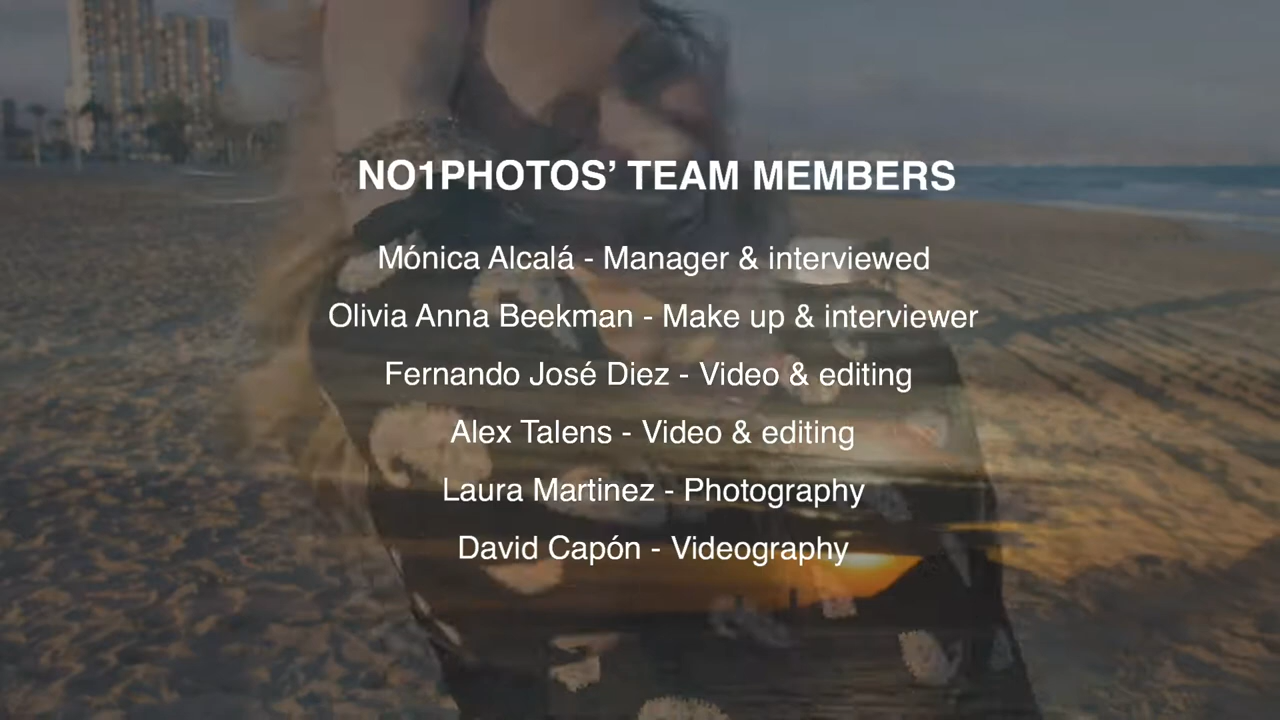 NO1PHOTOS’ TEAM MEMBERS
Mónica Alcalá - Manager & interviewed
Olivia Anna Beekman - Make up & interviewer
Fernando José Diez - Video & editing
Alex Talens - Video & editing
Laura Martinez - Photography
David Capón - Videography